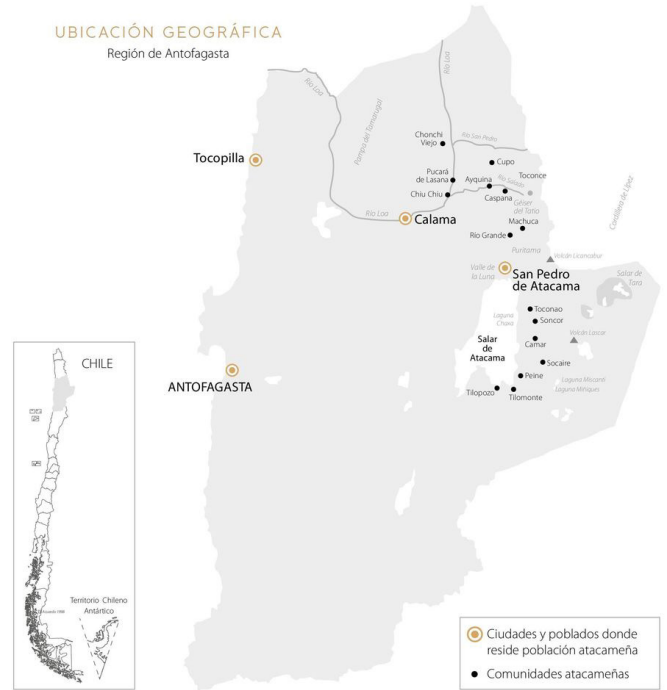 UBICACIÓN GEOGRÁFICA
Región de Antofagasta
Río Loa
Río Loa
Pampa del Tamarugal
Chonchi
Viejo
Río San Pedro
Cupo
Tocopilla
Toconce
Pucará
de Lasana
Ayquina
Río Salado
Chiu Chiu
Caspana
Géiser
del Tatio
Cordillera de Lípez
Río Loa
Calama
Machuca
Río Grande
Puritama
Volcán Licancabur
Valle de
la Luna
San Pedro
de Atacama
Salar de
Tara
Toconao
Laguna
Chaxa
Soncor
Volcán Lascar
Salar
de
Atacama
Camar
CHILE
Socaire
Peine
Laguna Miscanti
Laguna Miñiques
ANTOFAGASTA
Tilopozo
Tilomonte
Territorio Chileno
Antártico
Ciudades y poblados donde
reside población atacameña
Comunidades atacameñas